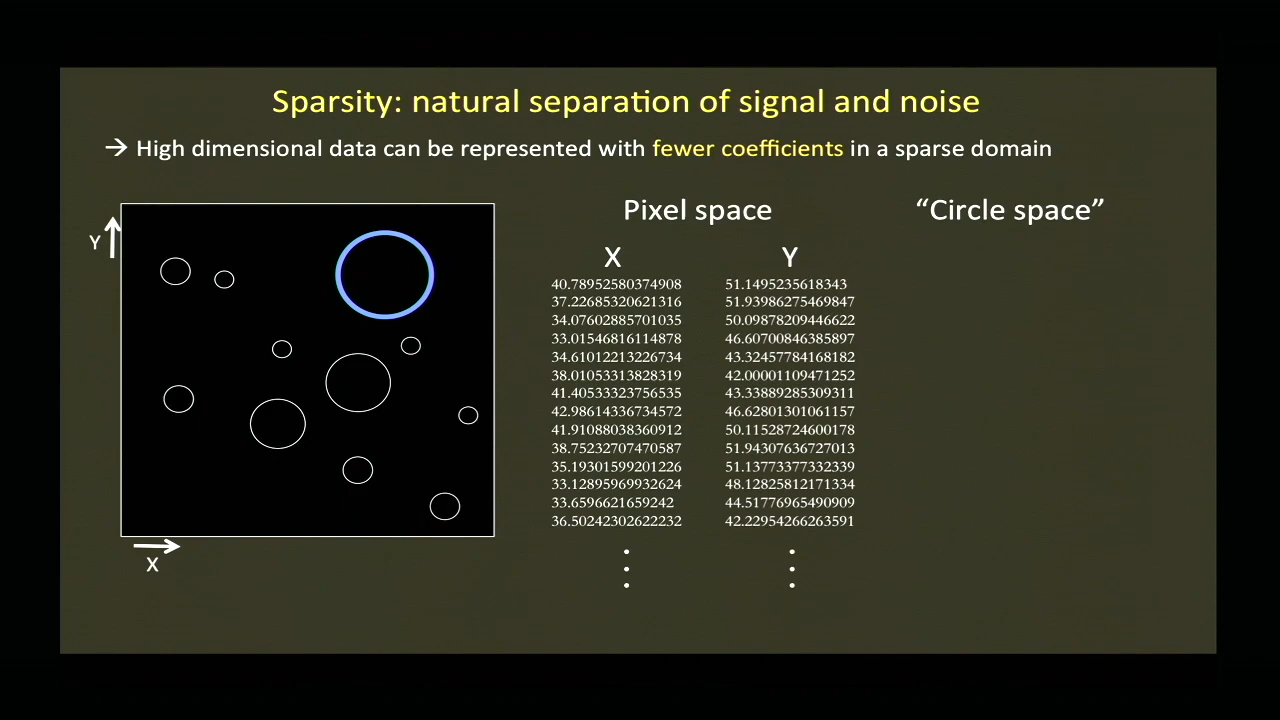 Sparsity: natural separation of signal and noise
→ High dimensional data can be represented with fewer coefficients in a sparse domain
Pixel space
“Circle space”
Y
X
Y
40.78952580374908 51.1495235618343
37.22685320621316 51.93986275469847
34.07602885701035 50.09878209446622
33.01546816114878 46.60700846385897
34.61012213226734 43.32457784168182
38.01053313828319 42.00001109471252
41.40533323756535 43.33889285309311
42.98614336734572 46.62801301061157
41.91088038360912 50.11528724600178
38.75232707470587 51.94307636727013
35.19301599201226 51.13773377332339
33.12895969932624 48.12825812171334
33.6596621659242 44.51776965490909
36.50242302622232 42.22954266263591
X